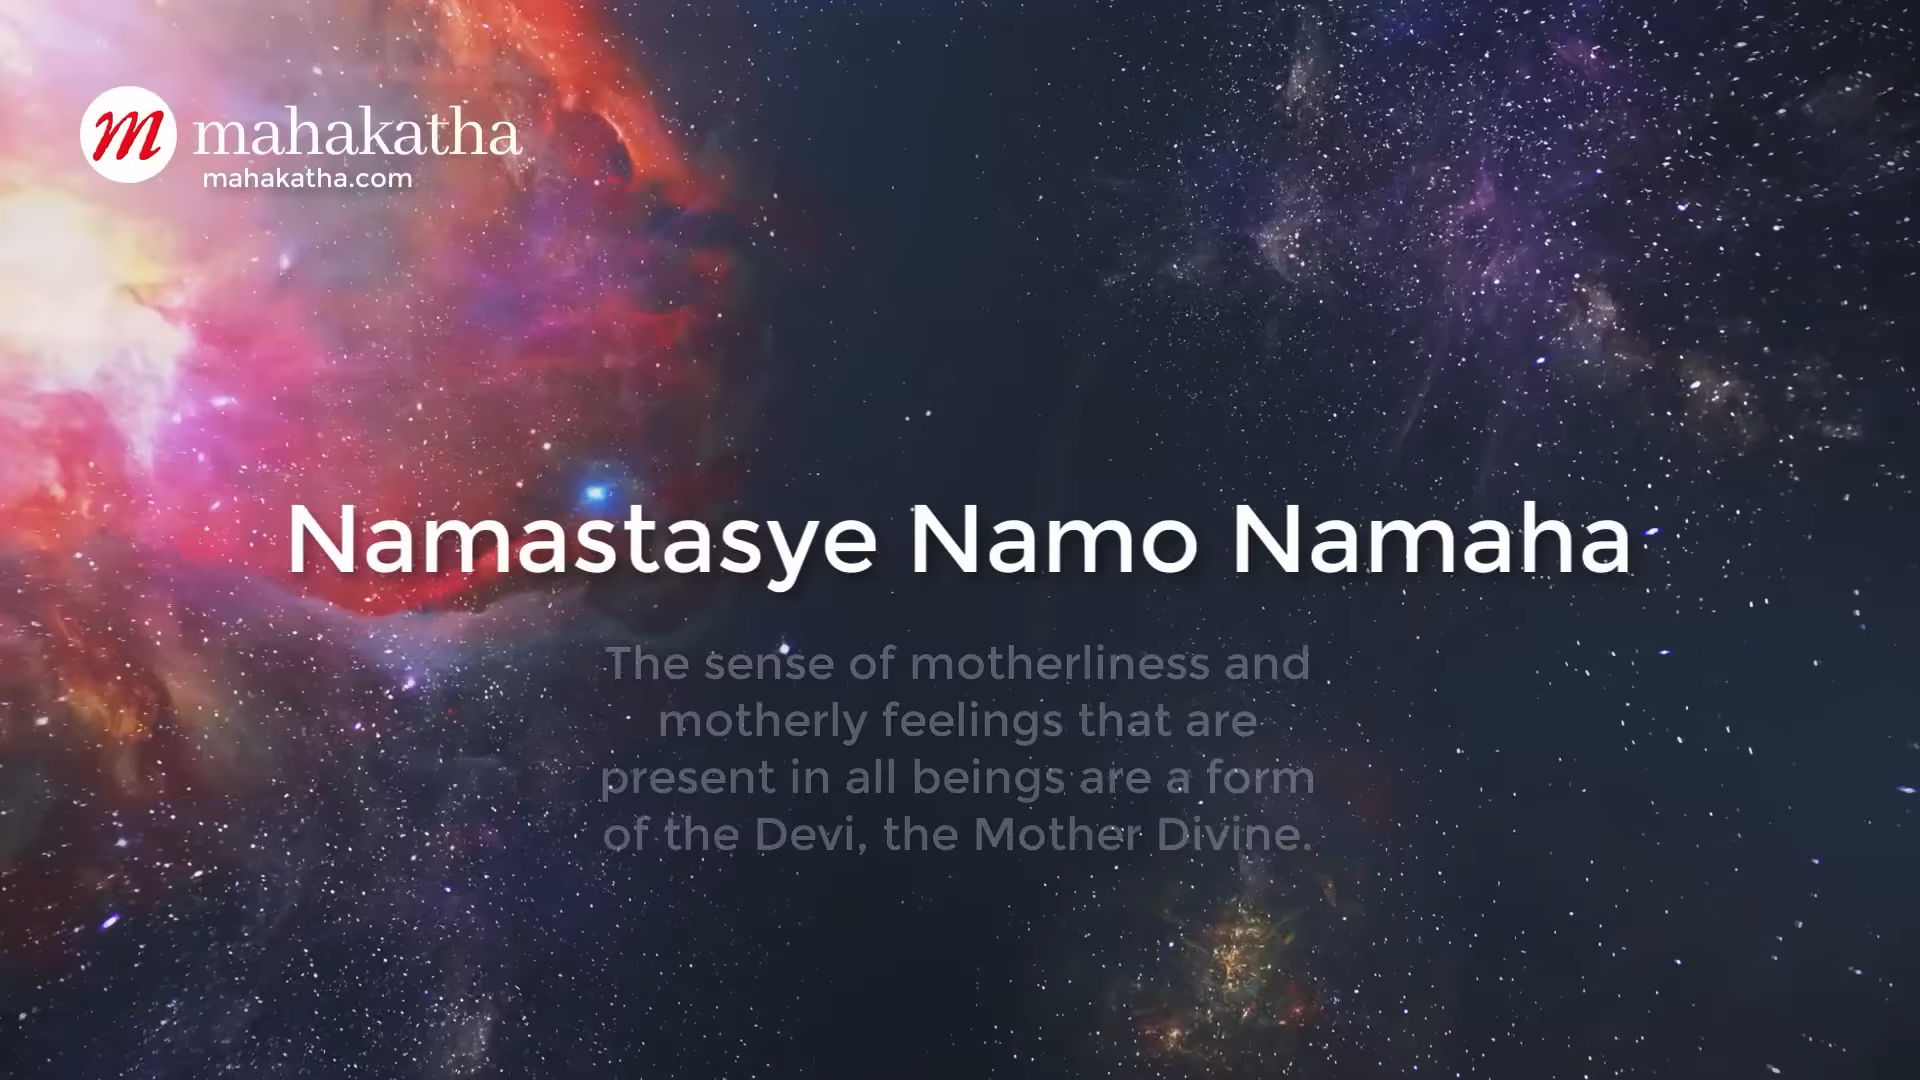 m mahakatha
mahakatha.com
Namastasye Namo Namaha
The sense of motherliness and
motherly feelings that are
present in all beings are a form
of the Devi, the Mother Divine.